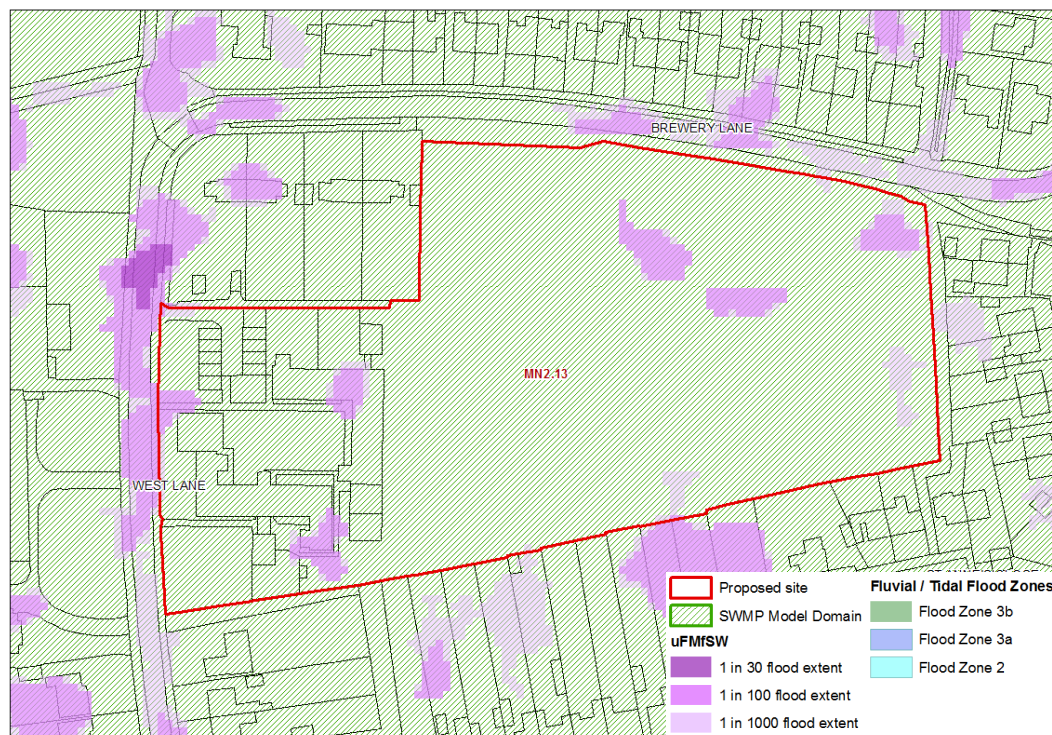 BREWERY LANE
MN2.13
WEST LANE
Proposed site
SWMP Model Domain
uFMfSW
1 in 30 flood extent
1 in 100 flood extent
1 in 1000 flood extent
Fluvial / Tidal Flood Zones
Flood Zone 3b
Flood Zone 3a
Flood Zone 2